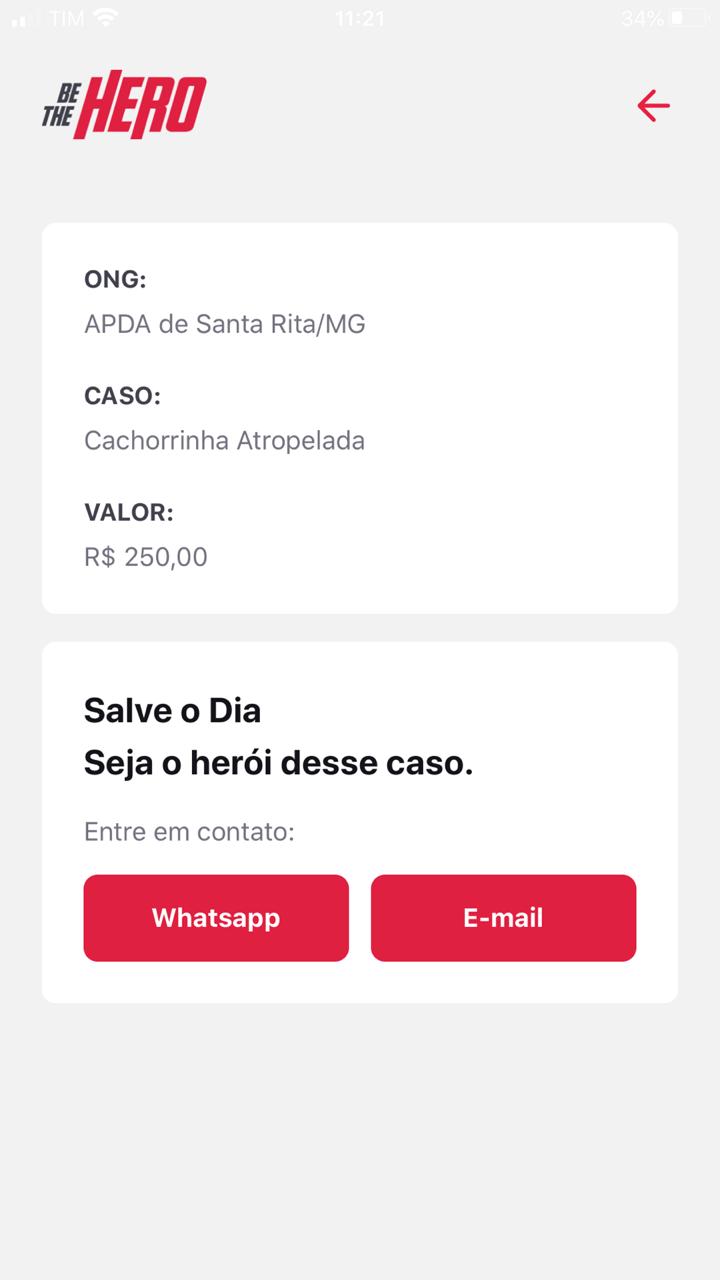 TIM 11:21 34%
BE
THE HERO
ONG:
APDA de Santa Rita/MG
CASO:
Cachorrinha Atropelada
VALOR:
R$ 250,00
Salve o Dia
Seja o herói desse caso.
Entre em contato:
Whatsapp E-mail